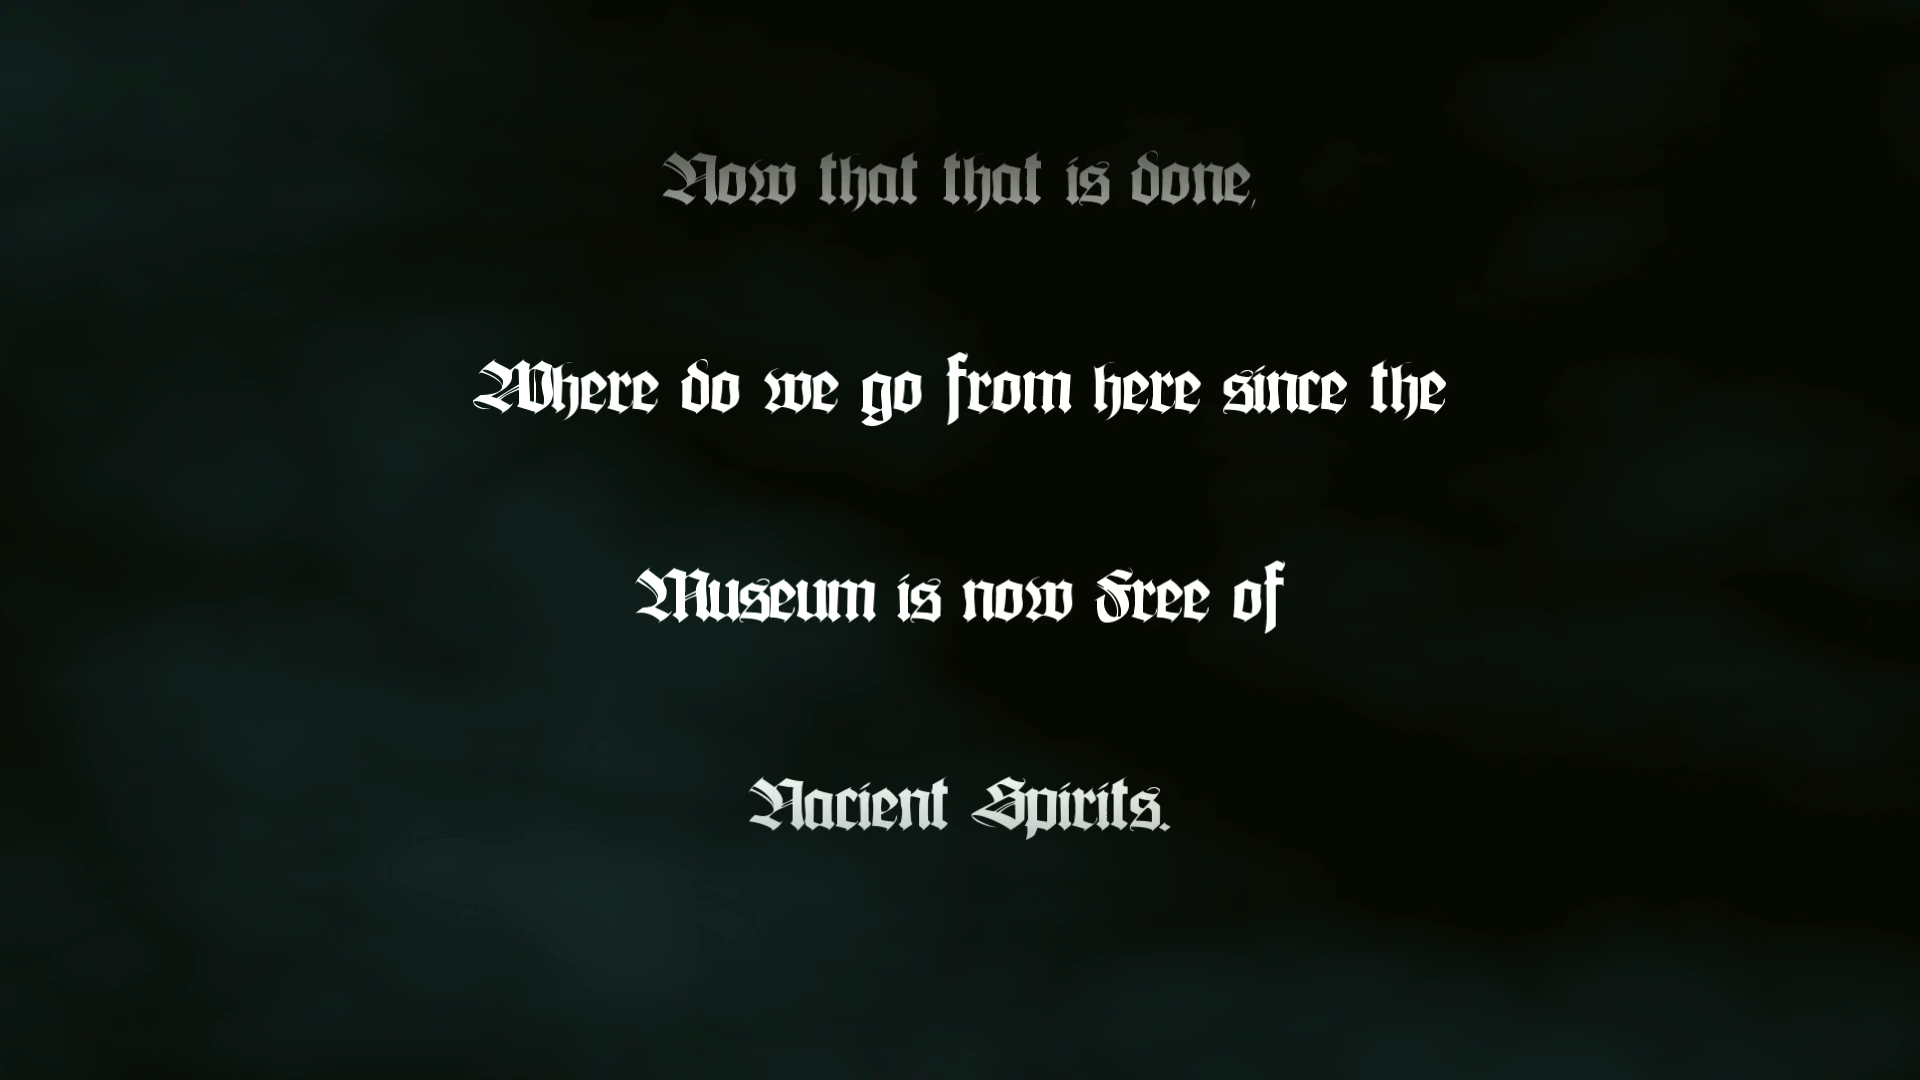 Now that that is done,
Where do we go from here since the
Museum is now Free of
Nacient Spirits.